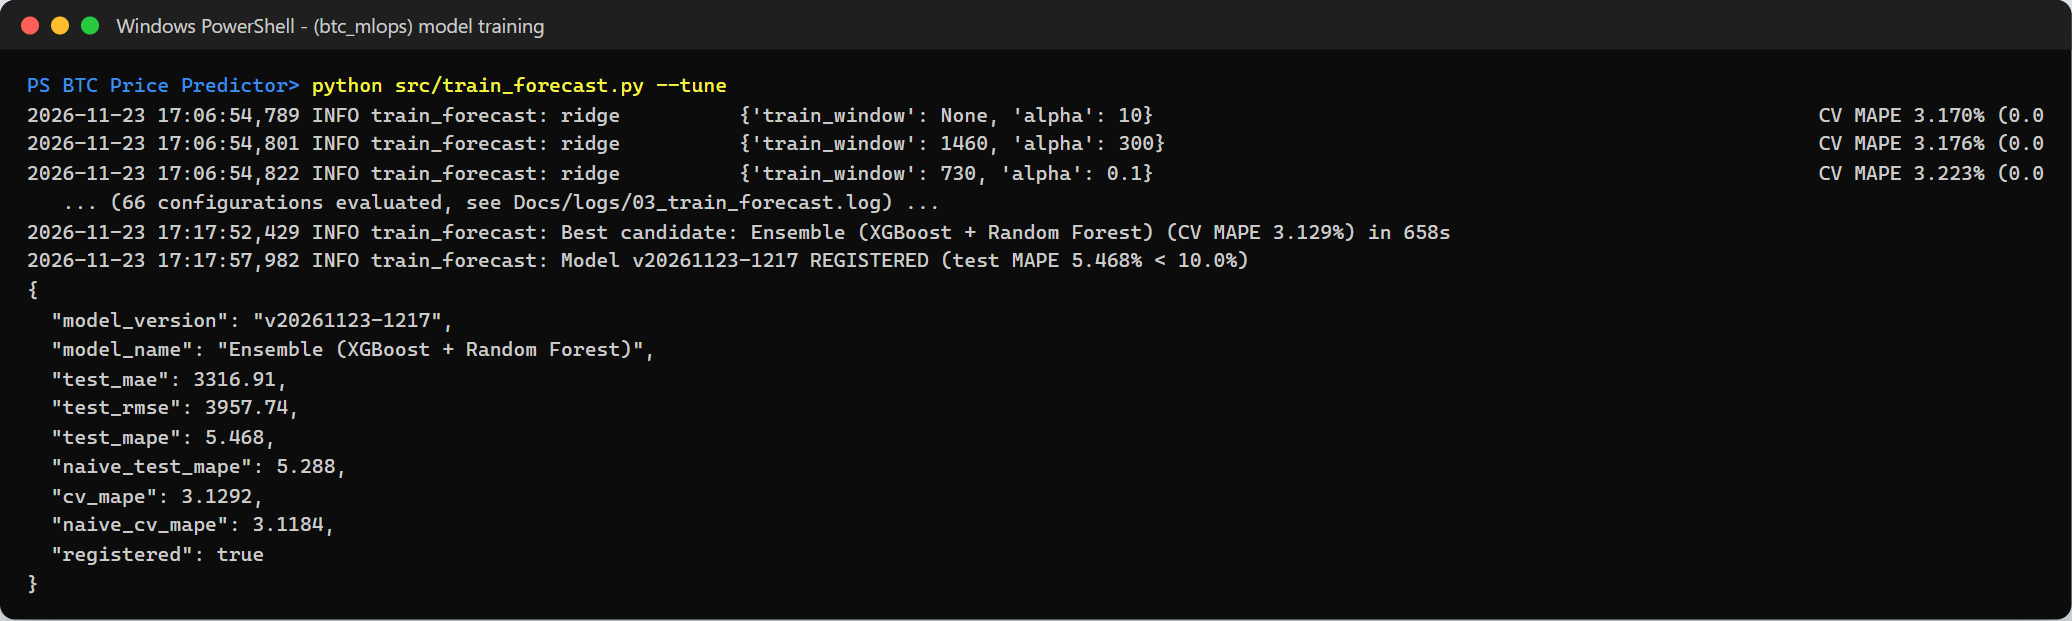 Windows PowerShell - (btc_mlops) model training
PS BTC Price Predictor> python src/train_forecast.py --tune
2026-11-23 17:06:54,789 INFO train_forecast: ridge {'train_window': None, 'alpha': 10} CV MAPE 3.170% (0.0
2026-11-23 17:06:54,801 INFO train_forecast: ridge {'train_window': 1460, 'alpha': 300} CV MAPE 3.176% (0.0
2026-11-23 17:06:54,822 INFO train_forecast: ridge {'train_window': 730, 'alpha': 0.1} CV MAPE 3.223% (0.0
... (66 configurations evaluated, see Docs/logs/03_train_forecast.log) ...
2026-11-23 17:17:52,429 INFO train_forecast: Best candidate: Ensemble (XGBoost + Random Forest) (CV MAPE 3.129%) in 658s
2026-11-23 17:17:57,982 INFO train_forecast: Model v20261123-1217 REGISTERED (test MAPE 5.468% < 10.0%)
{
"model_version": "v20261123-1217",
"model_name": "Ensemble (XGBoost + Random Forest)",
"test_mae": 3316.91,
"test_rmse": 3957.74,
"test_mape": 5.468,
"naive_test_mape": 5.288,
"cv_mape": 3.1292,
"naive_cv_mape": 3.1184,
"registered": true
}